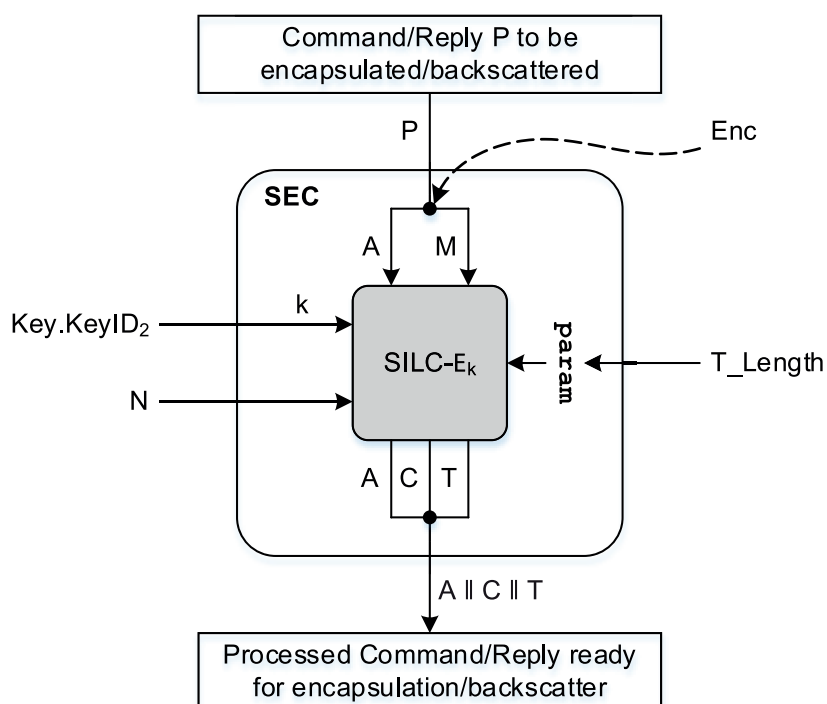 Command/Reply P to be
encapsulated/backscattered
P
Enc
SEC
A
M
Key.KeyID₂
k
SILC-Eₖ
param
T_Length
N
A
C
T
A || C || T
Processed Command/Reply ready
for encapsulation/backscatter